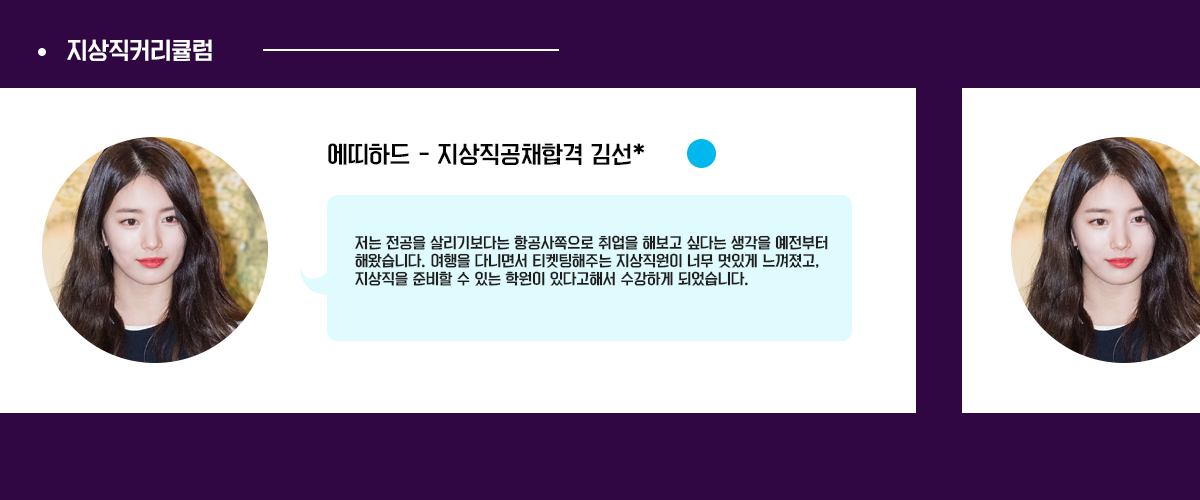 지상직커리큘럼
에띠하드 - 지상직공채합격 김선*
저는 전공을 살리기보다는 항공사쪽으로 취업을 해보고 싶다는 생각을 예전부터
해왔습니다. 여행을 다니면서 티켓팅해주는 지상직원이 너무 멋있게 느껴졌고,
지상직을 준비할 수 있는 학원이 있다고해서 수강하게 되었습니다.